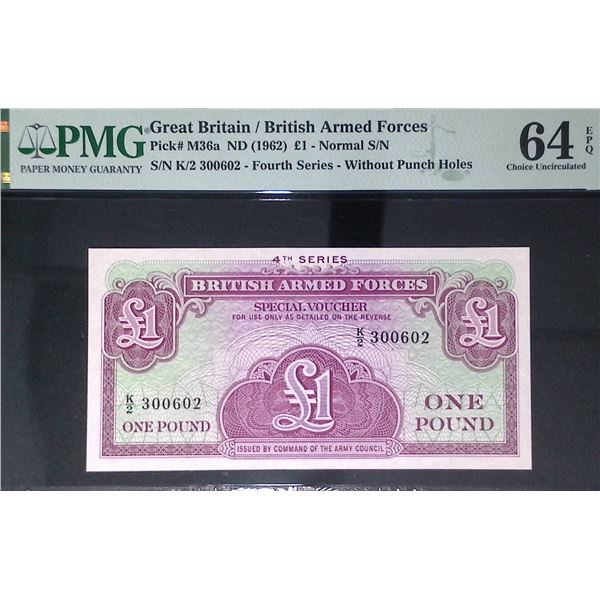 PMG
PAPER MONEY GUARANTY
Great Britain / British Armed Forces
Pick# M36a ND (1962) £1 - Normal S/N
S/N K/2 300602 - Fourth Series - Without Punch Holes
64 EPQ
Choice Uncirculated
4TH SERIES
BRITISH ARMED FORCES
SPECIAL VOUCHER
FOR USE ONLY AS DETAILED ON THE REVERSE
£1
£1
K/2 300602
K/2 300602
£1
ONE POUND
ONE
POUND
ISSUED BY COMMAND OF THE ARMY COUNCIL